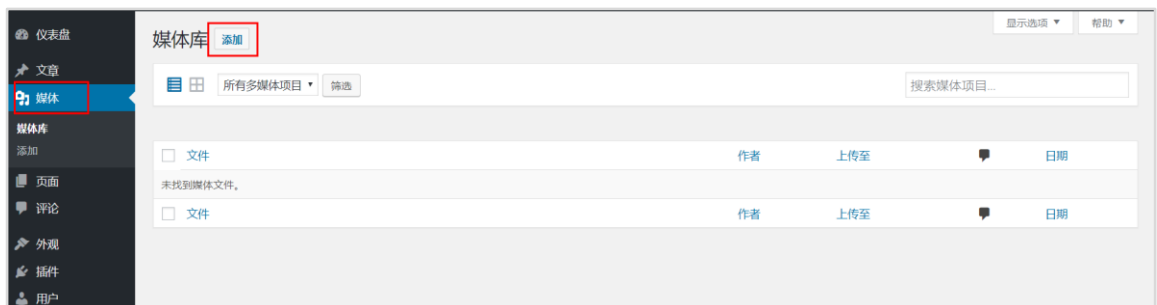 显示选项 ▼ 帮助 ▼
仪表盘
媒体库 添加
文章
所有多媒体项目 ▼ 筛选 搜索媒体项目...
媒体
媒体库
添加
文件 作者 上传至 日期
页面
未找到媒体文件。
评论
文件 作者 上传至 日期
外观
插件
用户